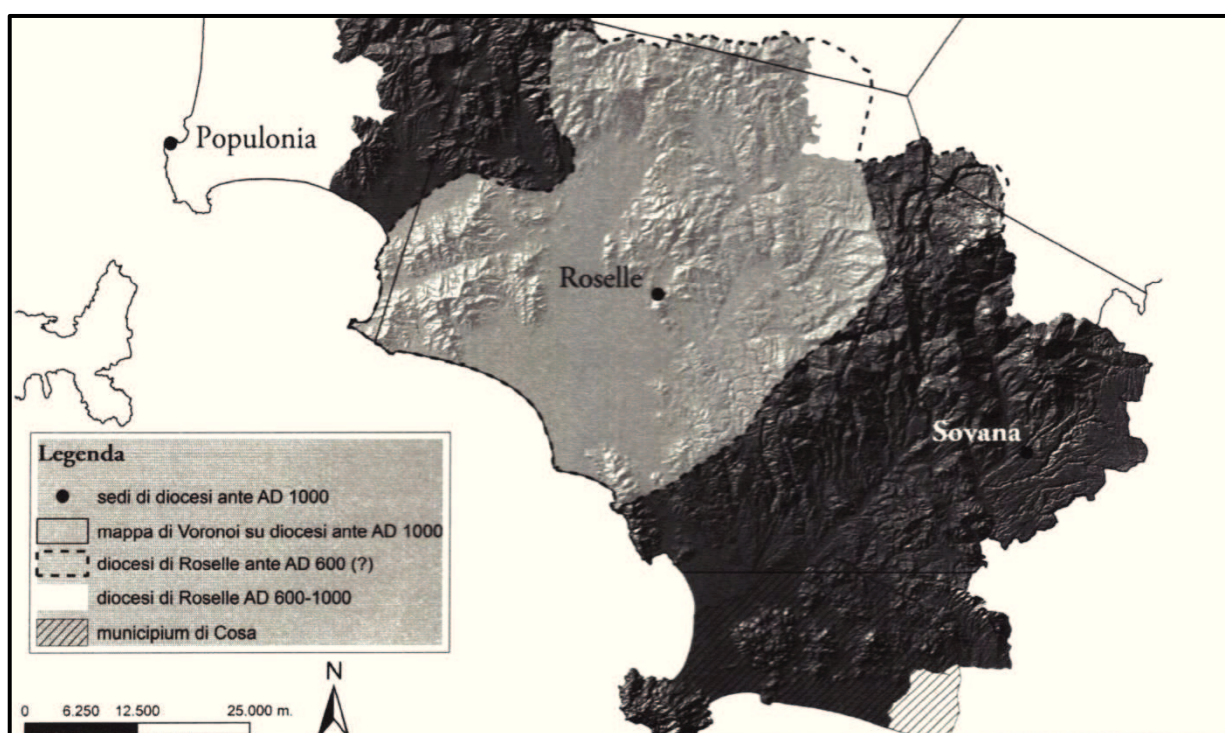 Populonia
Roselle
Sovana
Legenda
sedi di diocesi ante AD 1000
mappa di Voronoi su diocesi ante AD 1000
diocesi di Roselle ante AD 600 (?)
diocesi di Roselle AD 600-1000
municipium di Cosa
N
0 6.250 12.500 25.000 m.